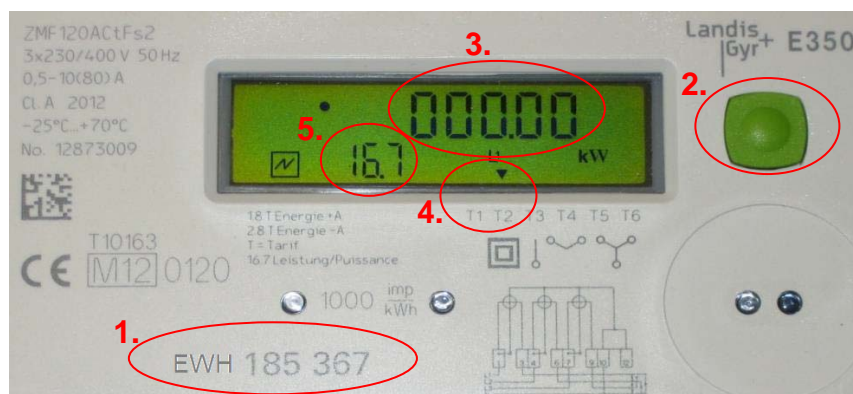 ZMF120ACtFs2
3x230/400 V 50 Hz
0,5-10(80) A
Cl. A 2012
-25°C...+70°C
No. 12873009
Landis
|Gyr+ E350
3.
2.
000.00
5.
16.7
L1
kW
4.
T1 T2 T3 T4 T5 T6
1.8.T Energie +A
2.8.T Energie -A
T = Tarif
16.7 Leistung/Puissance
T10163
CE M12 0120
1000 imp/kWh
1.
EWH 185 367